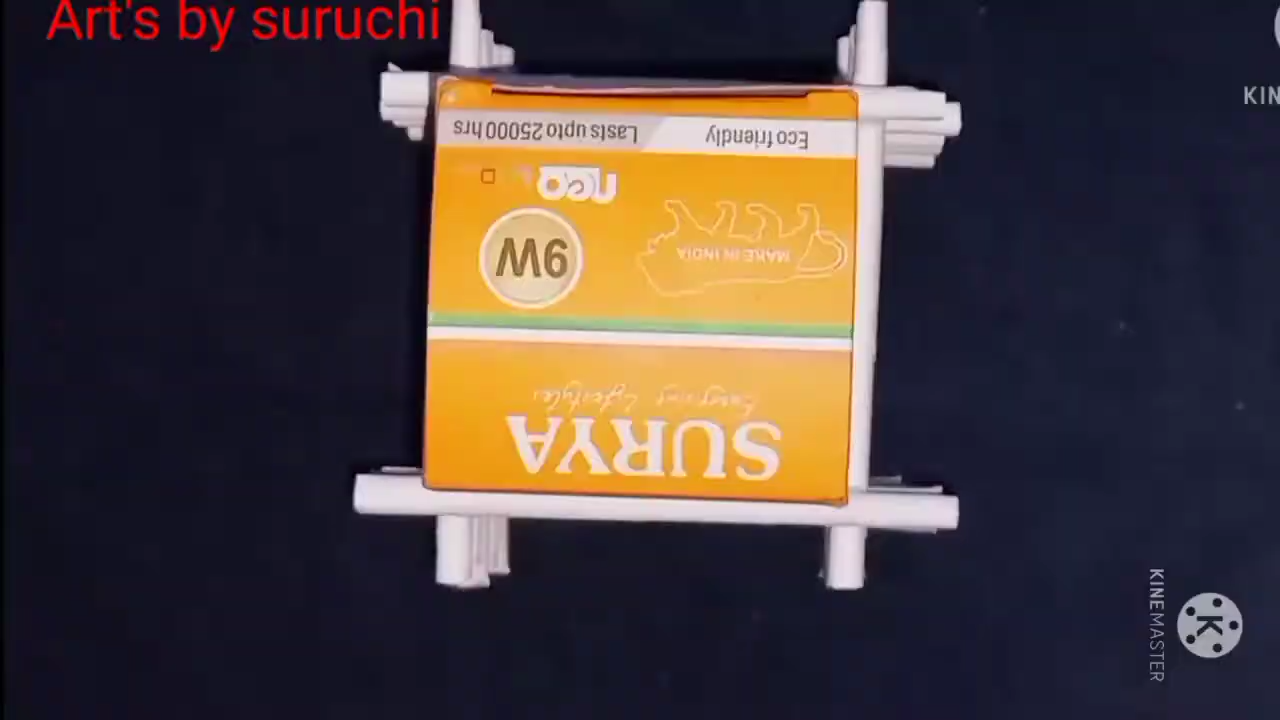 Art's by suruchi
KIN
Eco friendly Lasts upto 25000 hrs
neo
MAKE IN INDIA
9W
SURYA
KINEMASTER